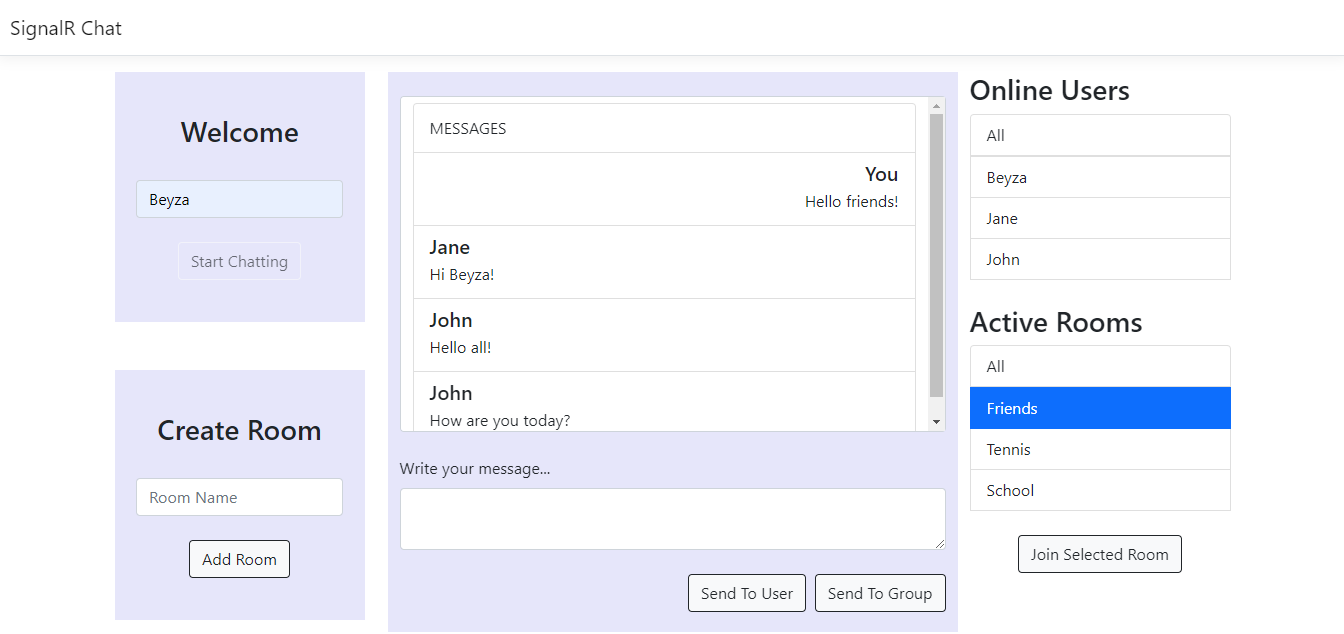 SignalR Chat
Welcome
Beyza
Start Chatting
Create Room
Room Name
Add Room
MESSAGES
You
Hello friends!
Jane
Hi Beyza!
John
Hello all!
John
How are you today?
Write your message...
Send To User
Send To Group
Online Users
All
Beyza
Jane
John
Active Rooms
All
Friends
Tennis
School
Join Selected Room